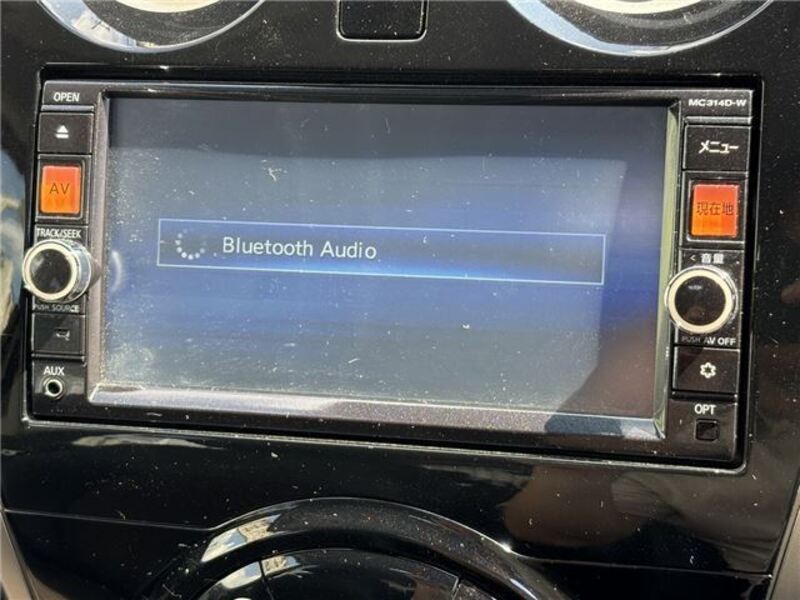 OPEN
MC314D-W
メニュー
AV
現在地
TRACK/SEEK
< 音量
Bluetooth Audio
PUSH SOURCE
PUSH AV OFF
AUX
OPT